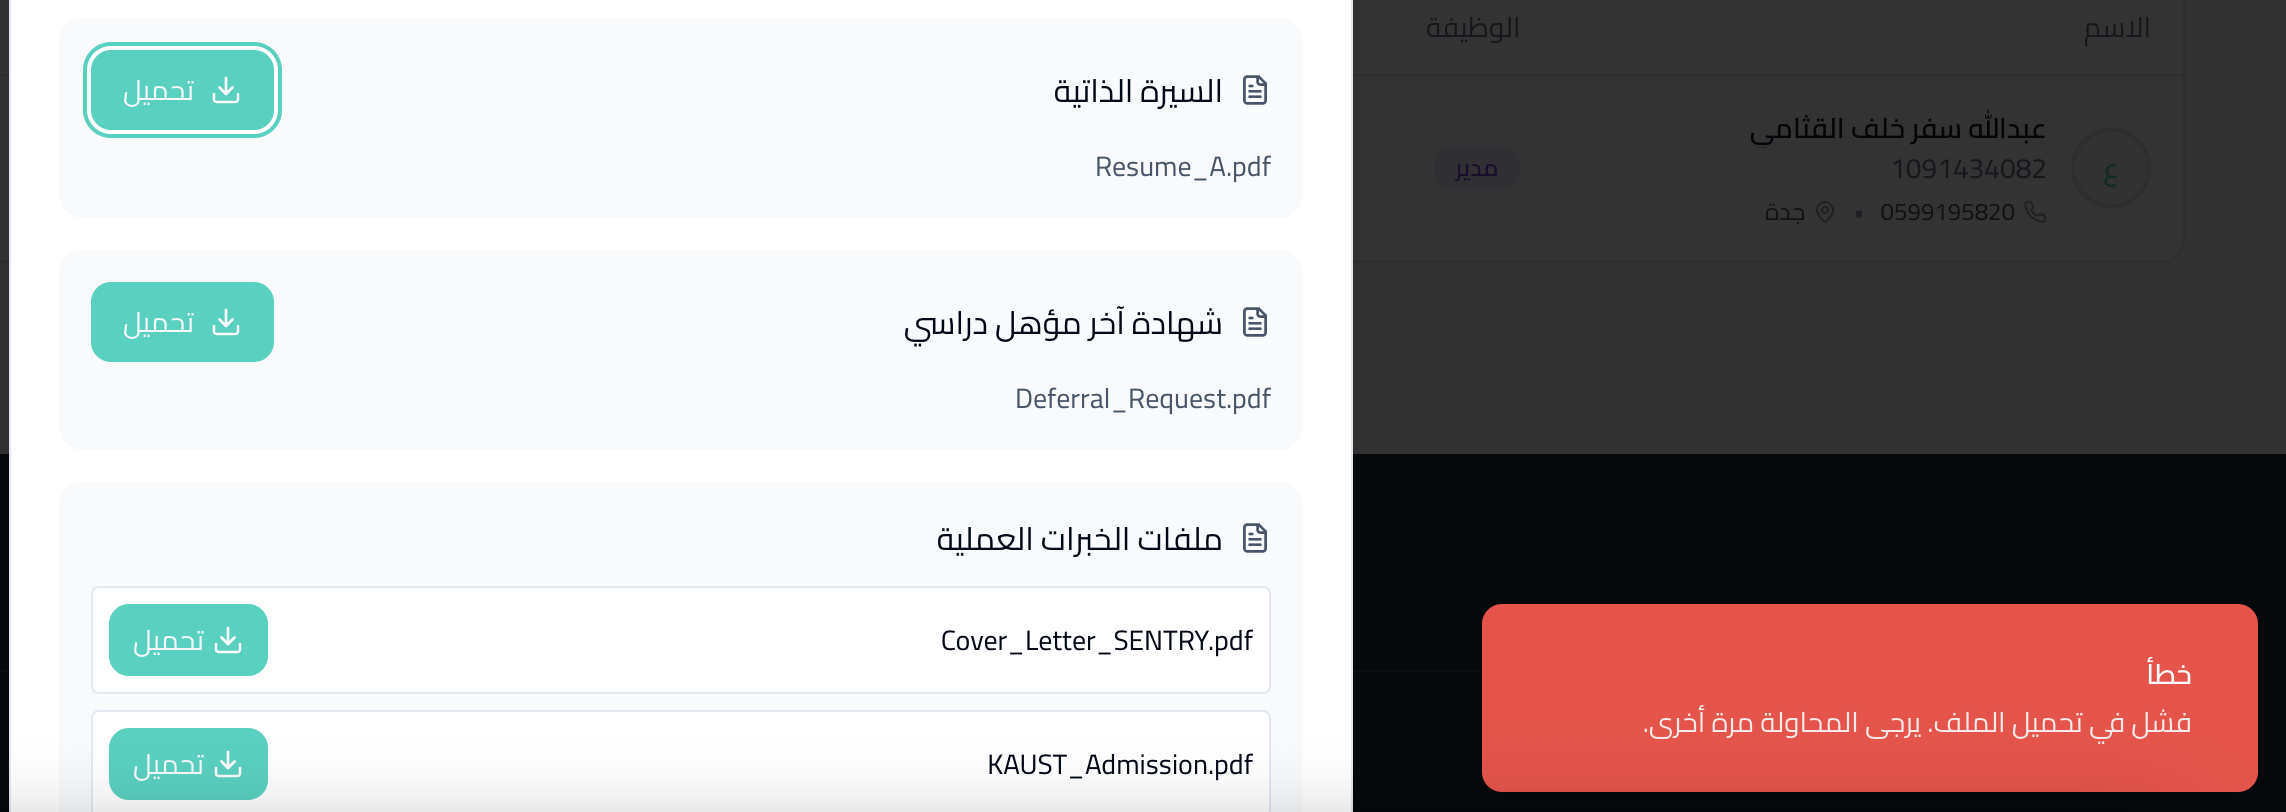 الاسم
الوظيفة
ع
عبدالله سفر خلف القثامي
1091434082
0599195820 • جدة
مدير
السيرة الذاتية
تحميل
Resume_A.pdf
شهادة آخر مؤهل دراسي
تحميل
Deferral_Request.pdf
ملفات الخبرات العملية
Cover_Letter_SENTRY.pdf
تحميل
KAUST_Admission.pdf
تحميل
خطأ
فشل في تحميل الملف. يرجى المحاولة مرة أخرى.